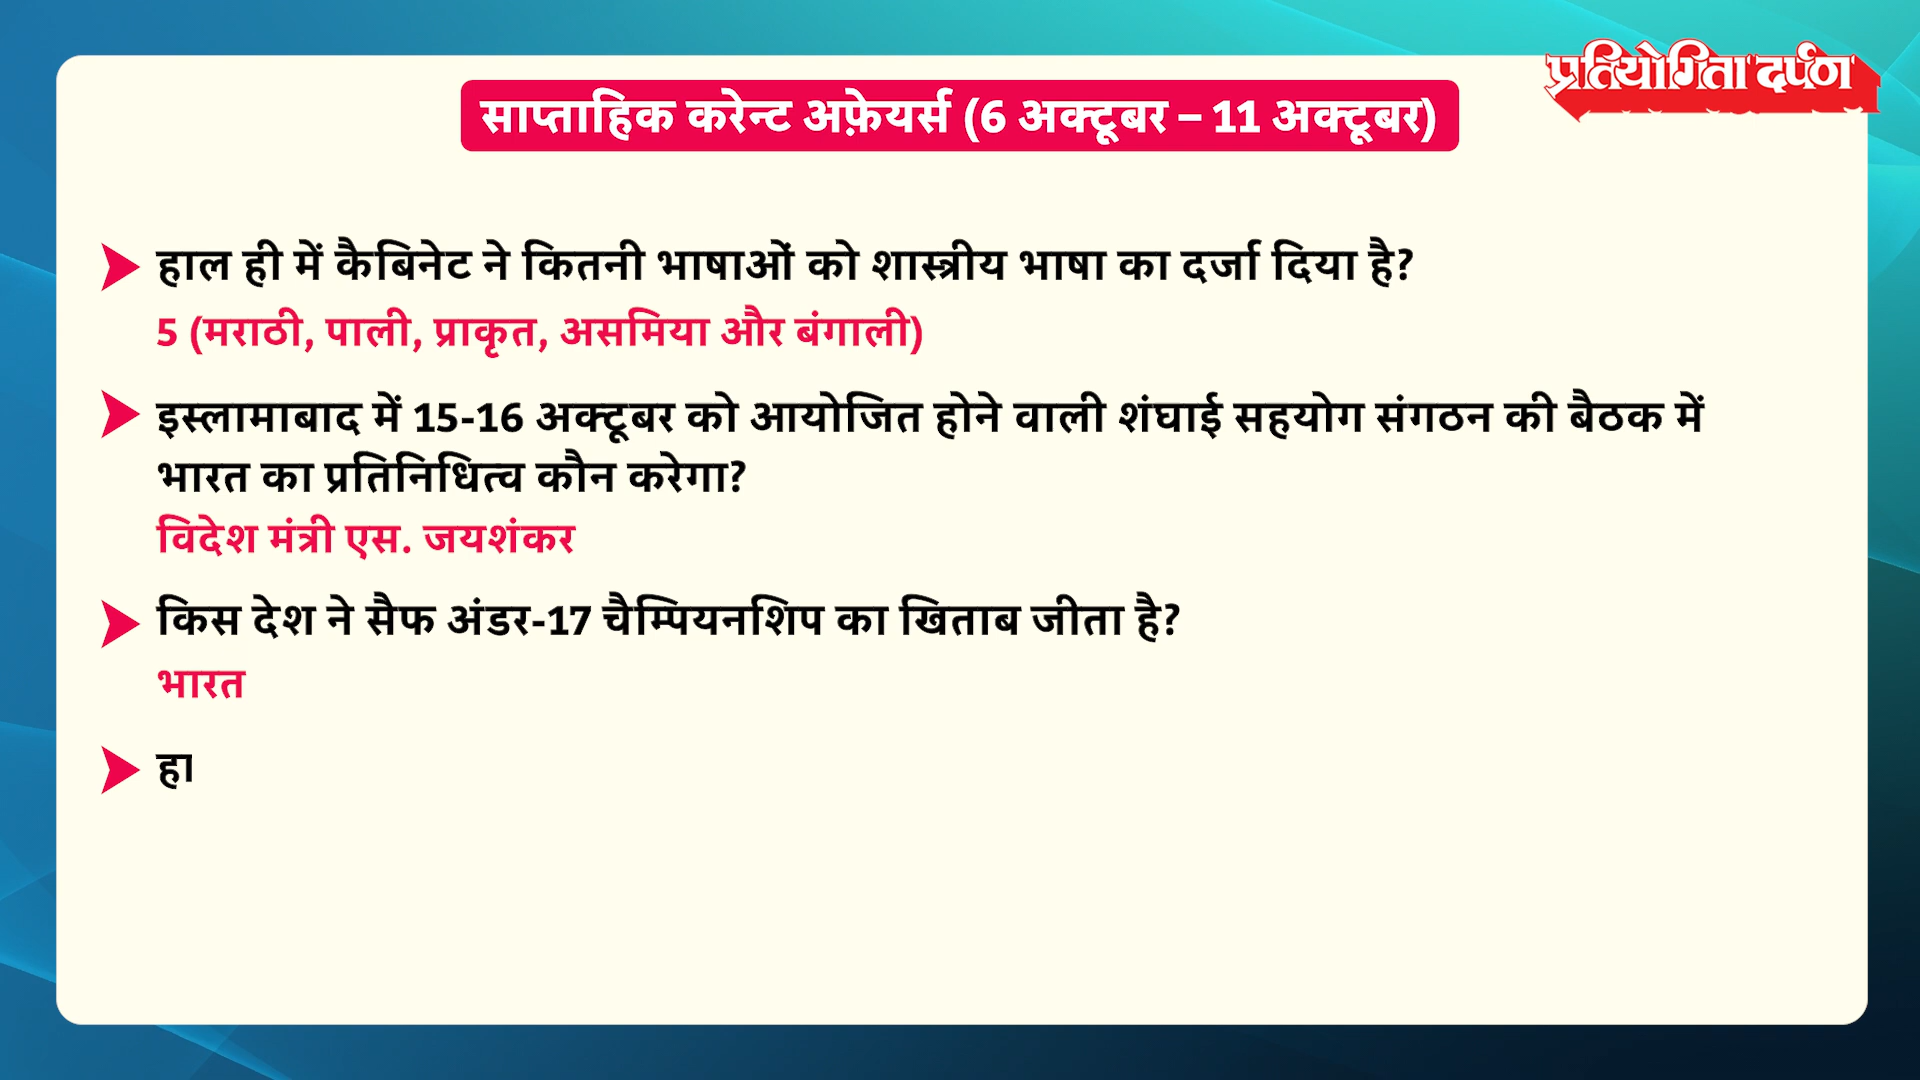 प्रतियोगिता दर्पण
साप्ताहिक करेन्ट अफ़ेयर्स (6 अक्टूबर – 11 अक्टूबर)
हाल ही में कैबिनेट ने कितनी भाषाओं को शास्त्रीय भाषा का दर्जा दिया है?
5 (मराठी, पाली, प्राकृत, असमिया और बंगाली)
इस्लामाबाद में 15-16 अक्टूबर को आयोजित होने वाली शंघाई सहयोग संगठन की बैठक में
भारत का प्रतिनिधित्व कौन करेगा?
विदेश मंत्री एस. जयशंकर
किस देश ने सैफ अंडर-17 चैम्पियनशिप का खिताब जीता है?
भारत
हा